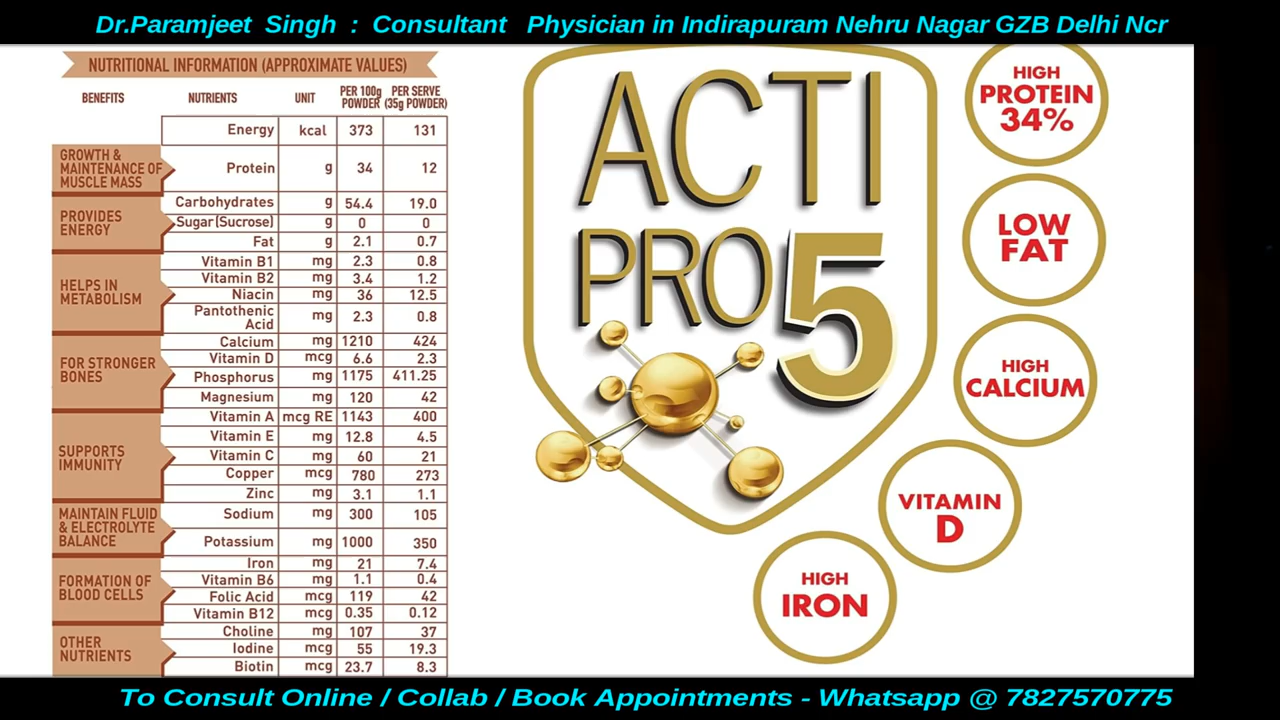 Dr.Paramjeet Singh : Consultant Physician in Indirapuram Nehru Nagar GZB Delhi Ncr
NUTRITIONAL INFORMATION (APPROXIMATE VALUES)
BENEFITS NUTRIENTS UNIT PER 100g POWDER PER SERVE (35g POWDER)
Energy kcal 373 131
GROWTH & MAINTENANCE OF MUSCLE MASS
Protein g 34 12
PROVIDES ENERGY
Carbohydrates g 54.4 19.0
Sugar(Sucrose) g 0 0
Fat g 2.1 0.7
HELPS IN METABOLISM
Vitamin B1 mg 2.3 0.8
Vitamin B2 mg 3.4 1.2
Niacin mg 36 12.5
Pantothenic Acid mg 2.3 0.8
FOR STRONGER BONES
Calcium mg 1210 424
Vitamin D mcg 6.6 2.3
Phosphorus mg 1175 411.25
Magnesium mg 120 42
SUPPORTS IMMUNITY
Vitamin A mcg RE 1143 400
Vitamin E mg 12.8 4.5
Vitamin C mg 60 21
Copper mcg 780 273
Zinc mg 3.1 1.1
MAINTAIN FLUID & ELECTROLYTE BALANCE
Sodium mg 300 105
Potassium mg 1000 350
FORMATION OF BLOOD CELLS
Iron mg 21 7.4
Vitamin B6 mg 1.1 0.4
Folic Acid mcg 119 42
Vitamin B12 mcg 0.35 0.12
OTHER NUTRIENTS
Choline mg 107 37
Iodine mcg 55 19.3
Biotin mcg 23.7 8.3
ACTI
PRO 5
HIGH
PROTEIN
34%
LOW
FAT
HIGH
CALCIUM
VITAMIN
D
HIGH
IRON
To Consult Online / Collab / Book Appointments - Whatsapp @ 7827570775